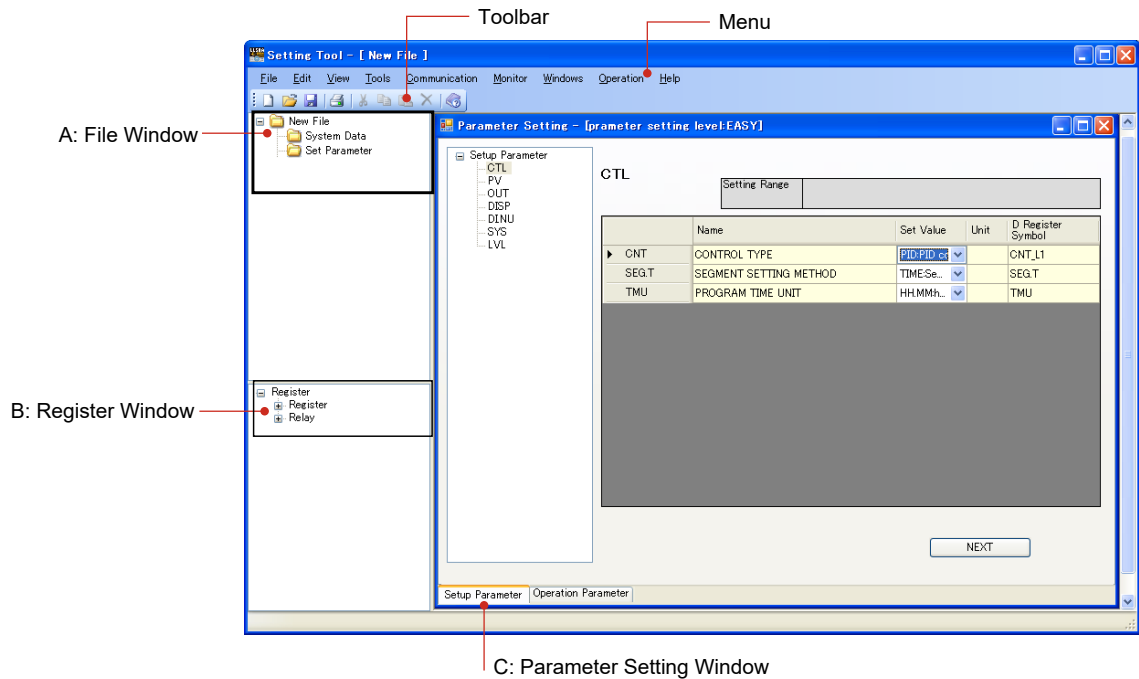 Toolbar
Menu
Setting Tool - [ New File ]
File Edit View Tools Communication Monitor Windows Operation Help
A: File Window
New File
System Data
Set Parameter
Parameter Setting - [prameter setting level:EASY]
Setup Parameter
CTL
PV
OUT
DISP
DINU
SYS
LVL
CTL
Setting Range
Name Set Value Unit D Register Symbol
CNT CONTROL TYPE PID:PID cr CNT_L1
SEG.T SEGMENT SETTING METHOD TIME:Se... SEG.T
TMU PROGRAM TIME UNIT HH.MM:h... TMU
B: Register Window
Register
Register
Relay
NEXT
Setup Parameter Operation Parameter
C: Parameter Setting Window